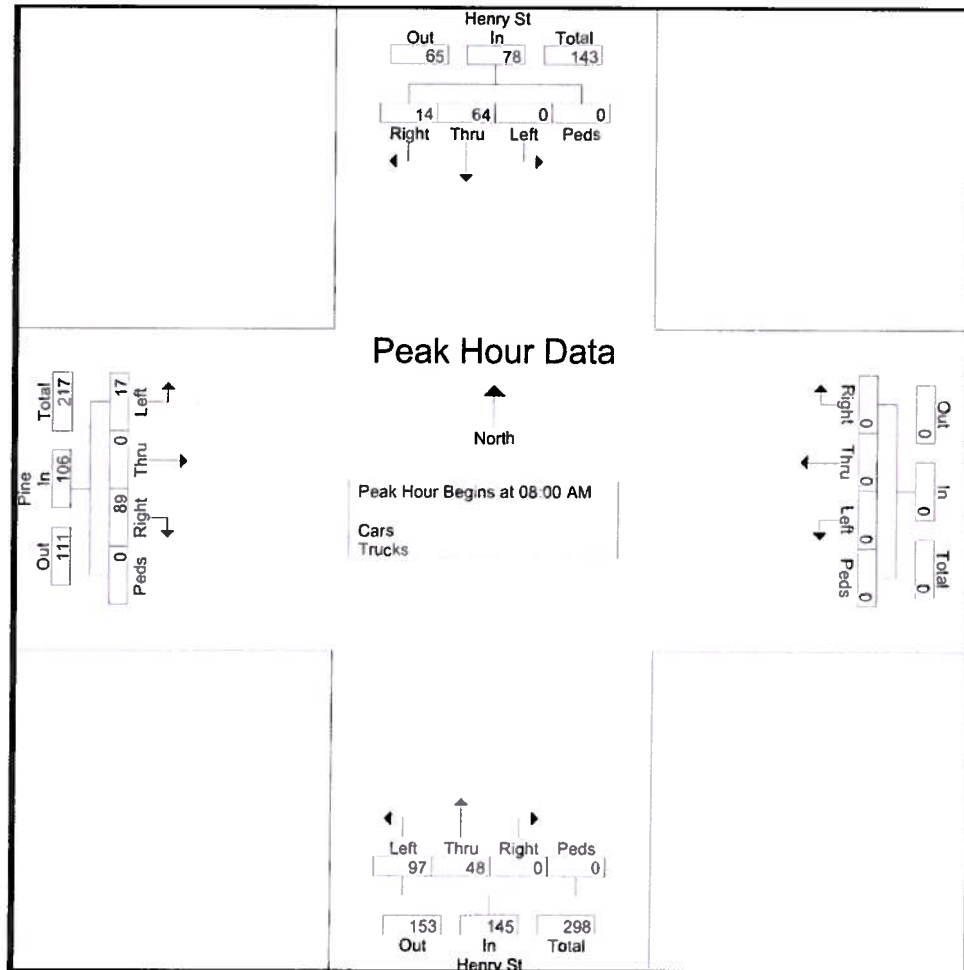 Henry St
Out In Total
65 78 143
14 64 0 0
Right Thru Left Peds
Peak Hour Data
North
Peak Hour Begins at 08:00 AM
Cars
Trucks
Pine
Out In Total
111 106 217
17 0 89 0
Left Thru Right Peds
Out In Total
0 0 0
Right Thru Left Peds
0 0 0 0
Left Thru Right Peds
97 48 0 0
153 145 298
Out In Total
Henry St